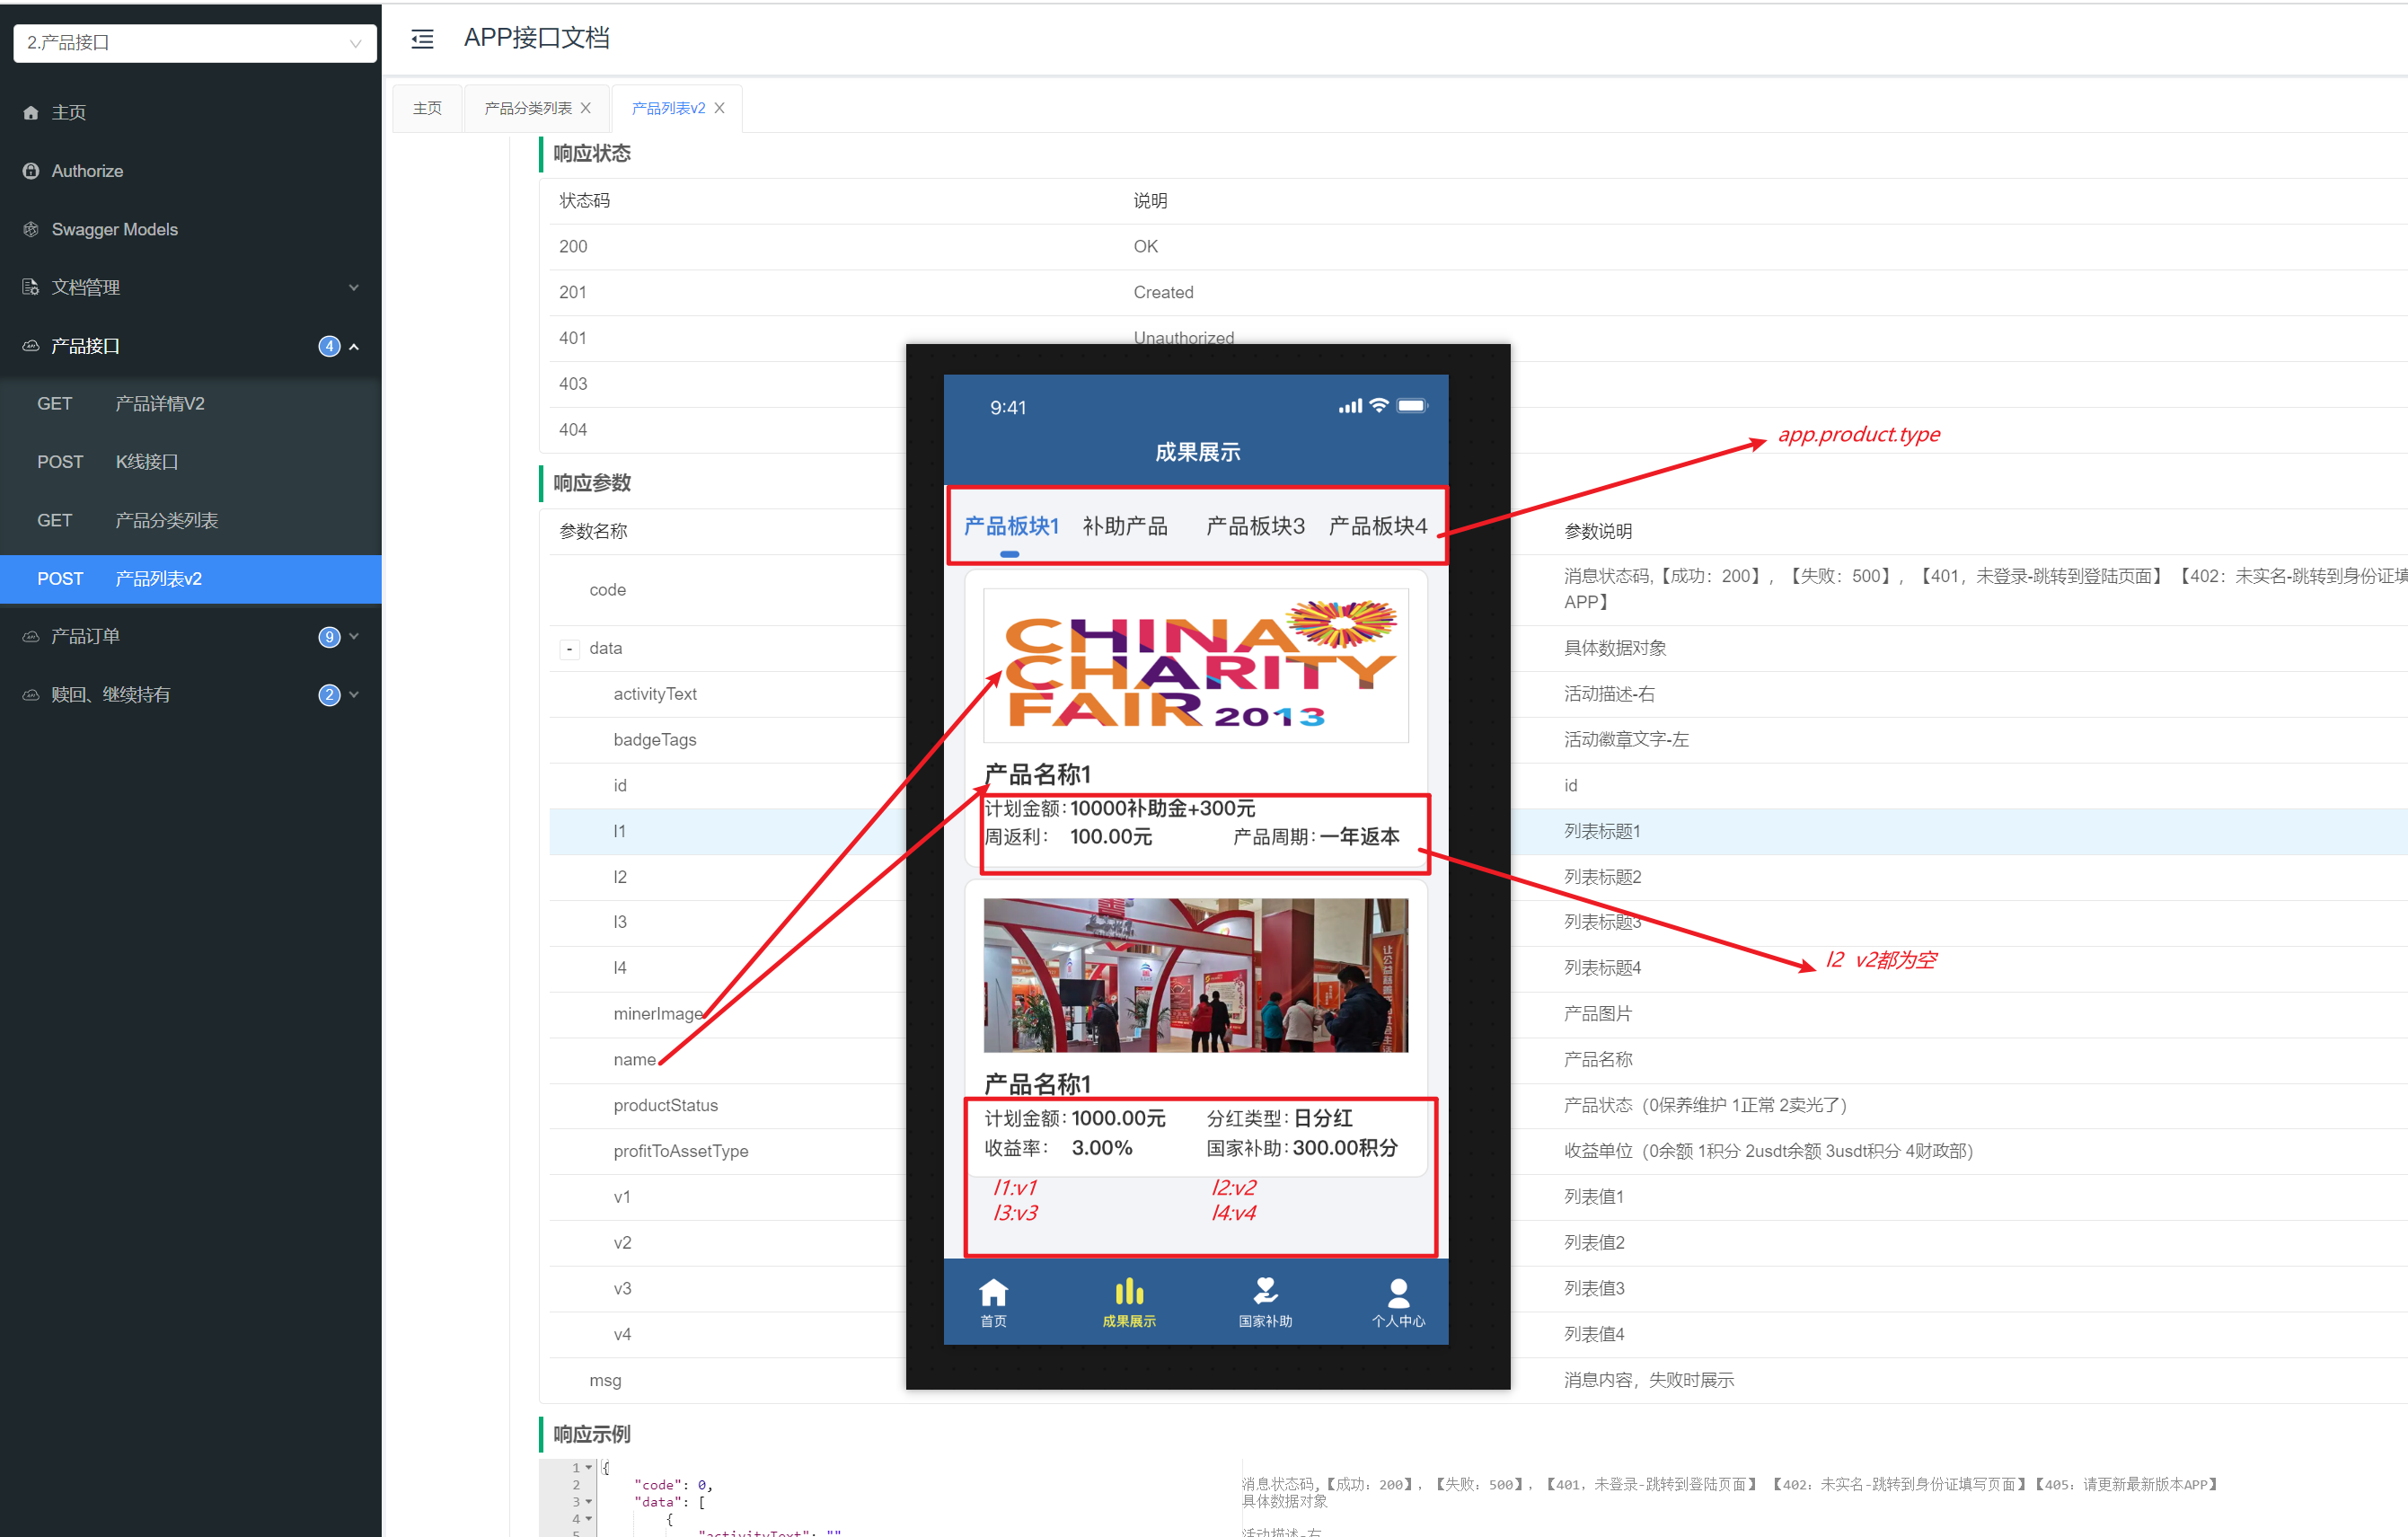 2.产品接口
APP接口文档
主页
Authorize
Swagger Models
文档管理
产品接口 4
GET 产品详情V2
POST K线接口
GET 产品分类列表
POST 产品列表v2
产品订单 9
赎回、继续持有 2
主页 产品分类列表 产品列表v2
响应状态
状态码 说明
200 OK
201 Created
401 Unauthorized
403
404
响应参数
参数名称 参数说明
code 消息状态码,【成功：200】，【失败：500】，【401，未登录-跳转到登陆页面】【402：未实名-跳转到身份证填
APP】
- data 具体数据对象
activityText 活动描述-右
badgeTags 活动徽章文字-左
id id
l1 列表标题1
l2 列表标题2
l3 列表标题3
l4 列表标题4
minerImage 产品图片
name 产品名称
productStatus 产品状态（0保养维护 1正常 2卖光了）
profitToAssetType 收益单位（0余额 1积分 2usdt余额 3usdt积分 4财政部）
v1 列表值1
v2 列表值2
v3 列表值3
v4 列表值4
msg 消息内容，失败时展示
9:41
成果展示
产品板块1 补助产品 产品板块3 产品板块4
app.product.type
CHINA
CHARITY
FAIR 2013
产品名称1
计划金额：10000补助金+300元
周返利： 100.00元 产品周期：一年返本
l2 v2都为空
产品名称1
计划金额：1000.00元 分红类型：日分红
收益率： 3.00% 国家补助：300.00积分
l1:v1 l2:v2
l3:v3 l4:v4
首页 成果展示 国家补助 个人中心
响应示例
1 {
2 "code": 0, 消息状态码,【成功：200】，【失败：500】，【401，未登录-跳转到登陆页面】【402：未实名-跳转到身份证填写页面】【405：请更新最新版本APP】
3 "data": [ 具体数据对象
4 {
5 "activityText": "" 活动描述-右